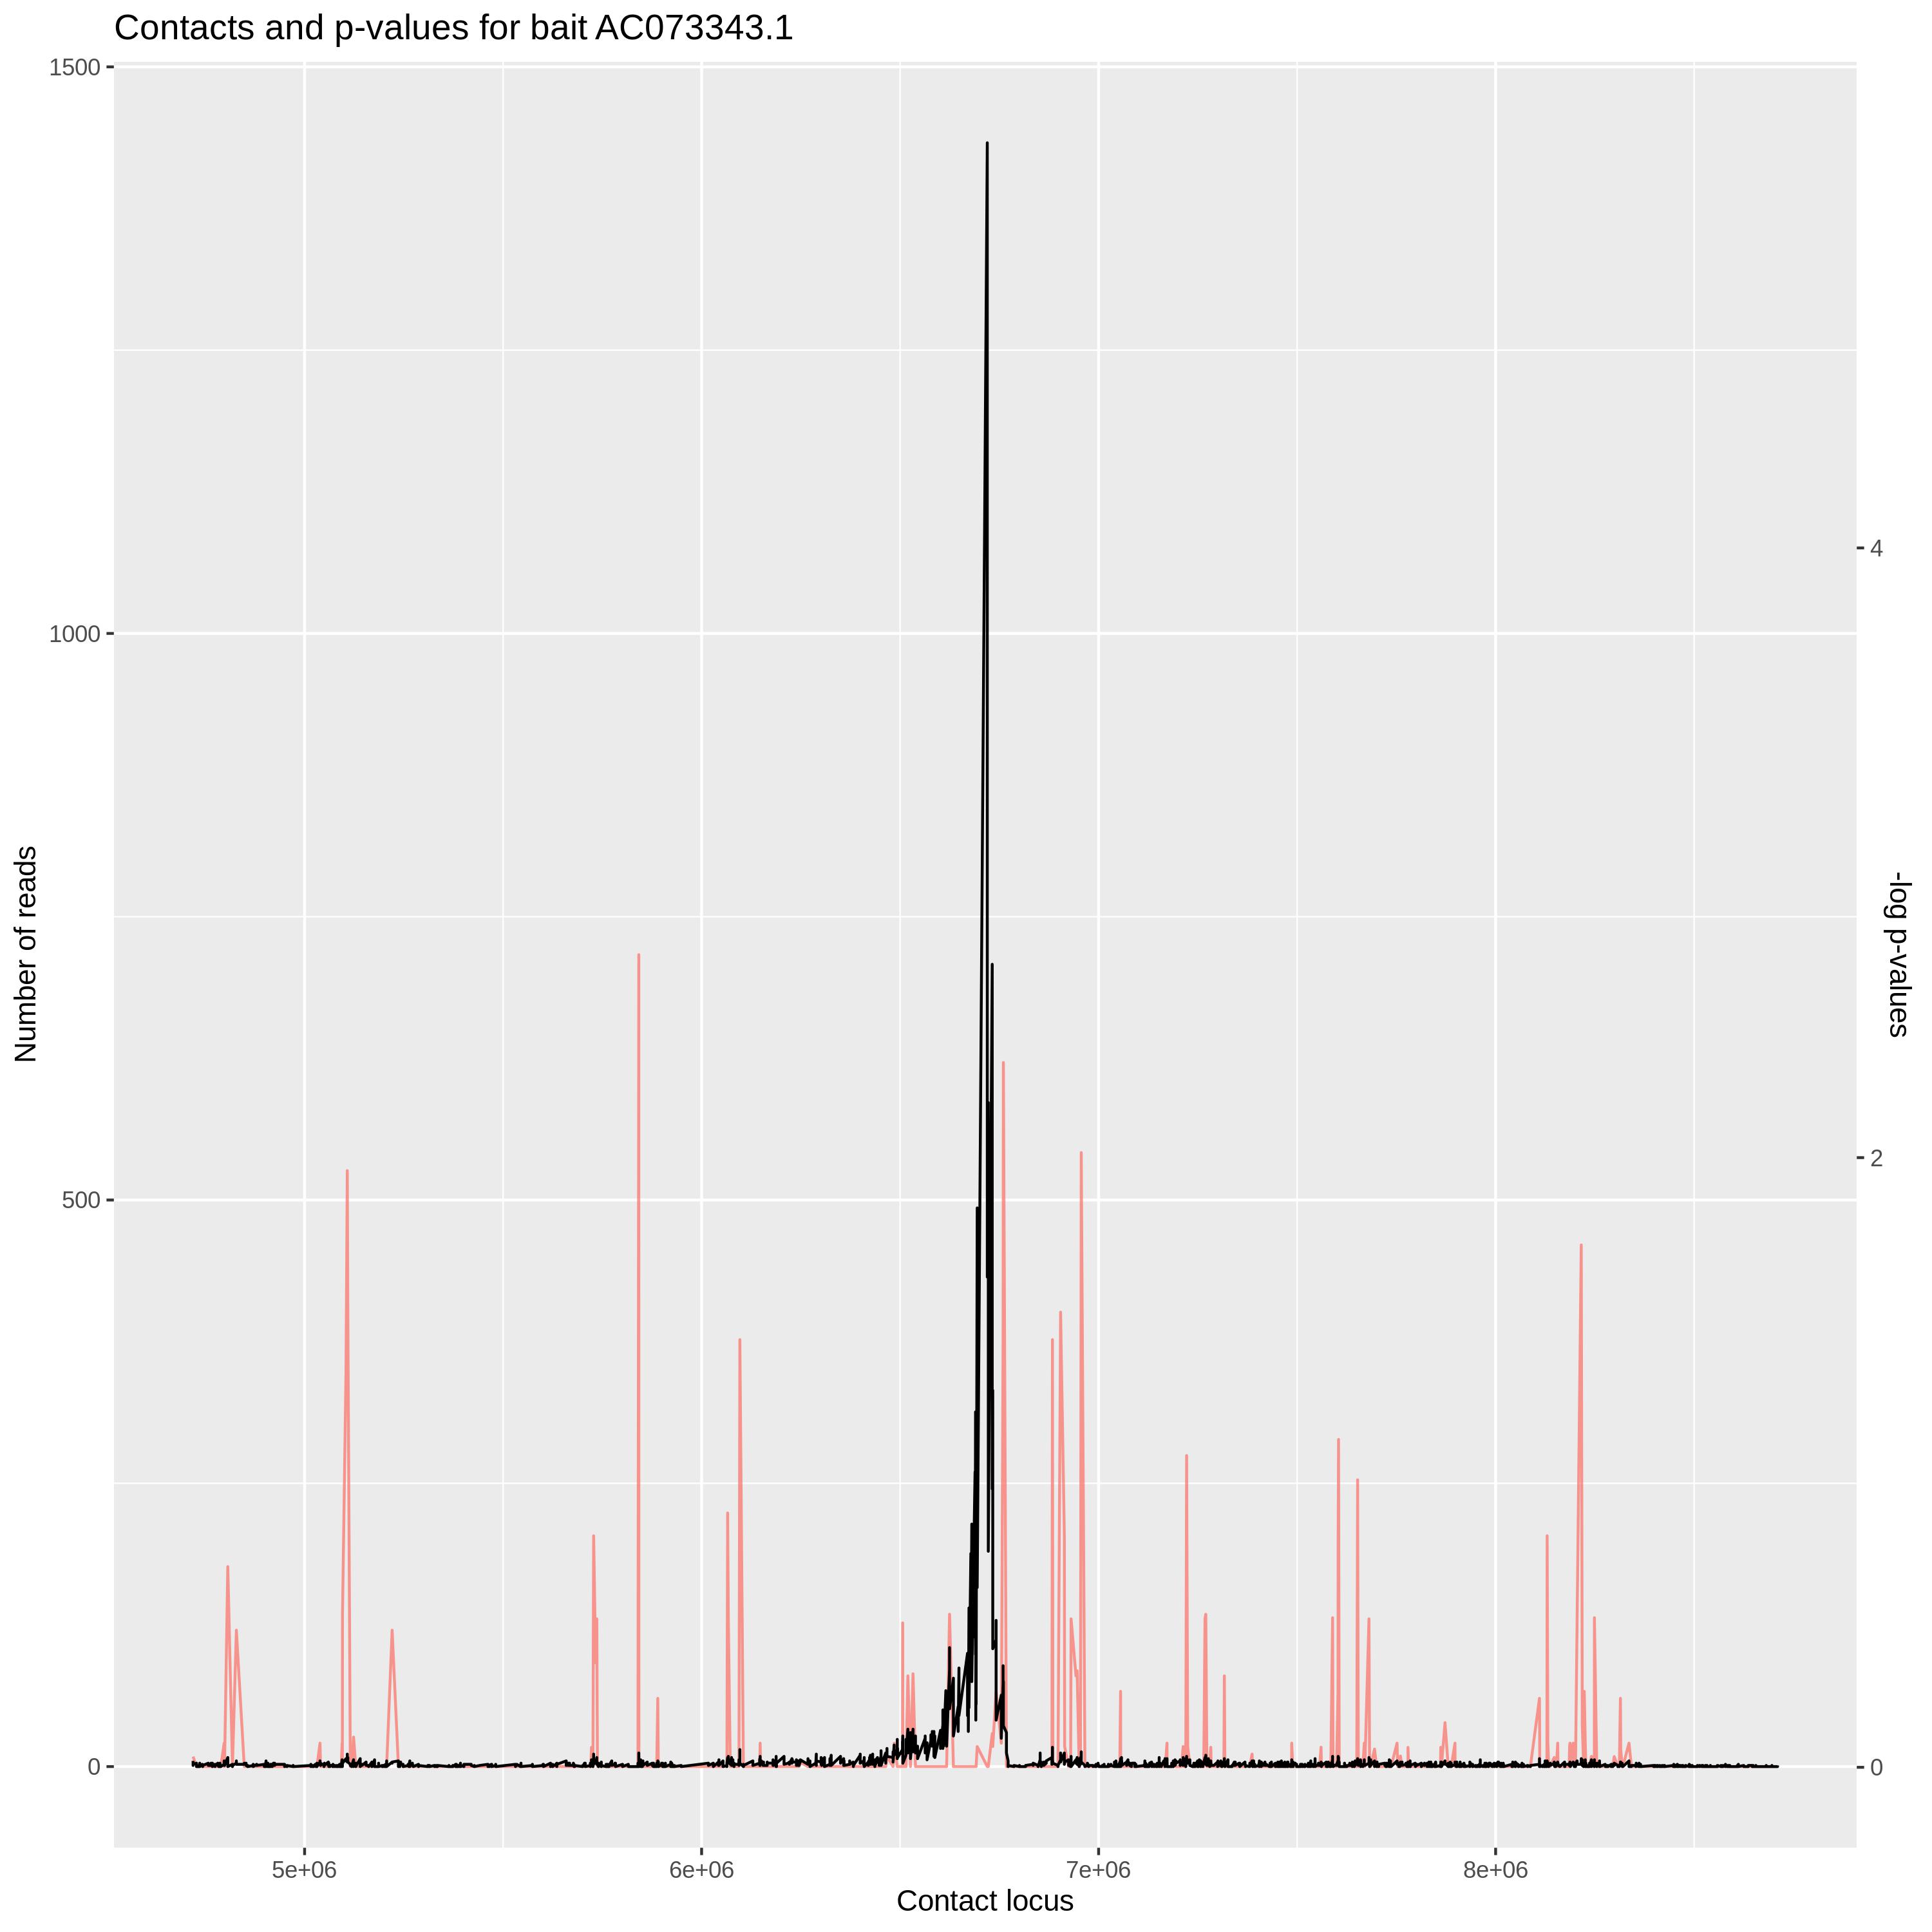 Contacts and p-values for bait AC073343.1
1500
1000
500
0
Number of reads
4
2
0
-log p-values
5e+06
6e+06
7e+06
8e+06
Contact locus